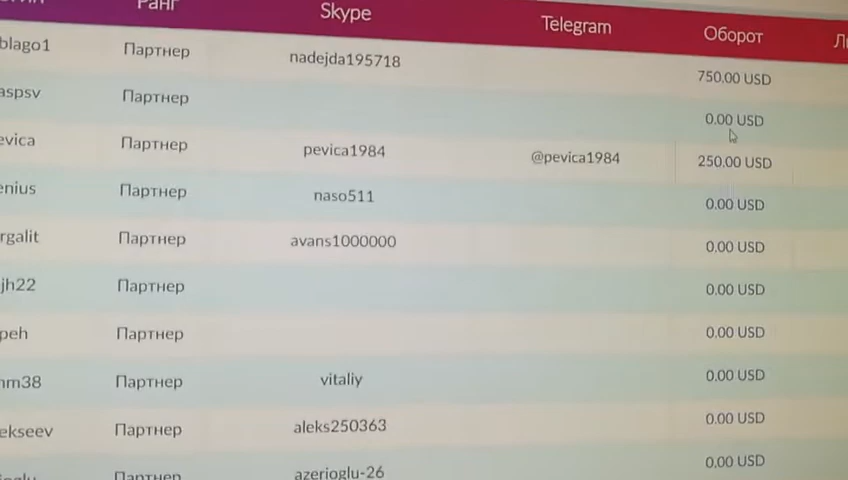 Ранг Skype Telegram Оборот
blago1 Партнер nadejda195718 750.00 USD
aspsv Партнер 0.00 USD
evica Партнер pevica1984 @pevica1984 250.00 USD
enius Партнер naso511 0.00 USD
rgalit Партнер avans1000000 0.00 USD
jh22 Партнер 0.00 USD
peh Партнер 0.00 USD
m38 Партнер vitaliy 0.00 USD
ekseev Партнер aleks250363 0.00 USD
Партнер azerioglu-26 0.00 USD